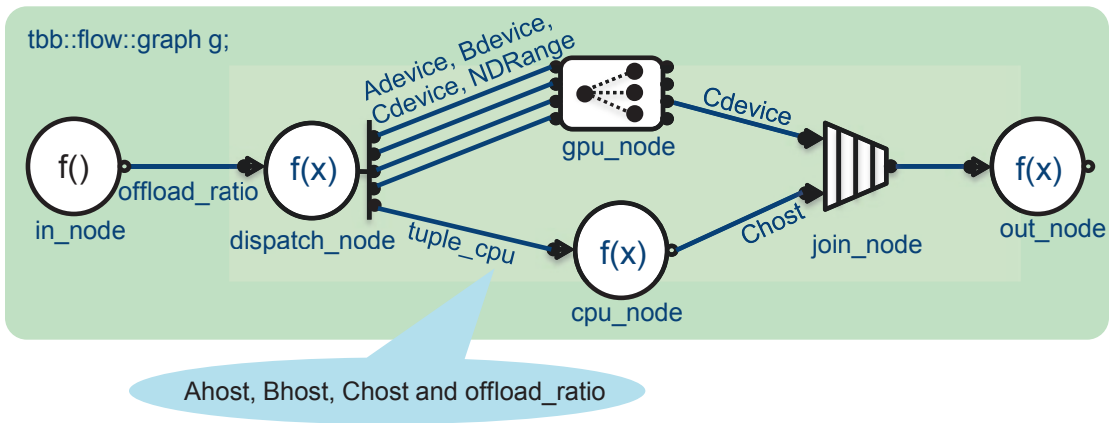 tbb::flow::graph g;
Adevice, Bdevice,
Cdevice, NDRange
f()
offload_ratio
in_node
f(x)
dispatch_node
gpu_node
Cdevice
tuple_cpu
f(x)
cpu_node
Chost
join_node
f(x)
out_node
Ahost, Bhost, Chost and offload_ratio